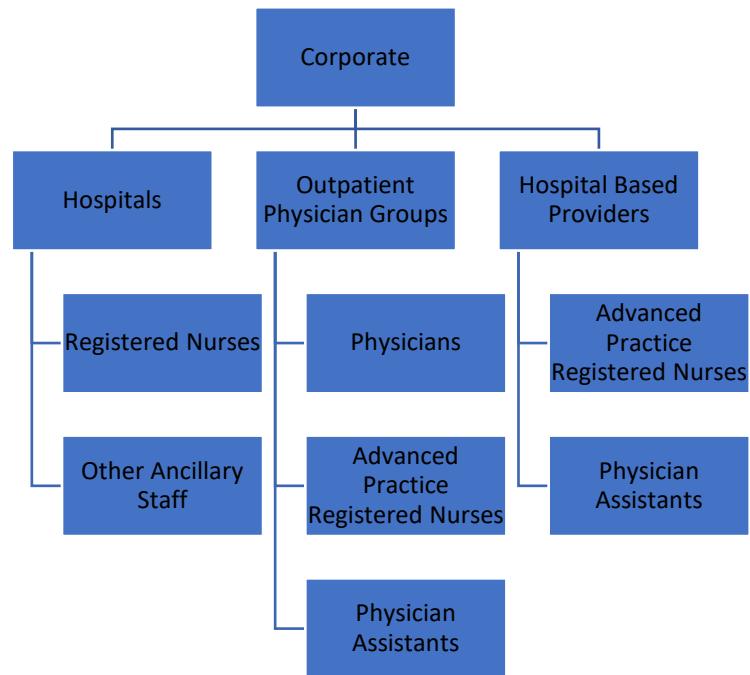 Corporate
Hospitals
Outpatient
Physician Groups
Hospital Based
Providers
Registered Nurses
Other Ancillary
Staff
Physicians
Advanced
Practice
Registered Nurses
Physician
Assistants
Advanced
Practice
Registered Nurses
Physician
Assistants